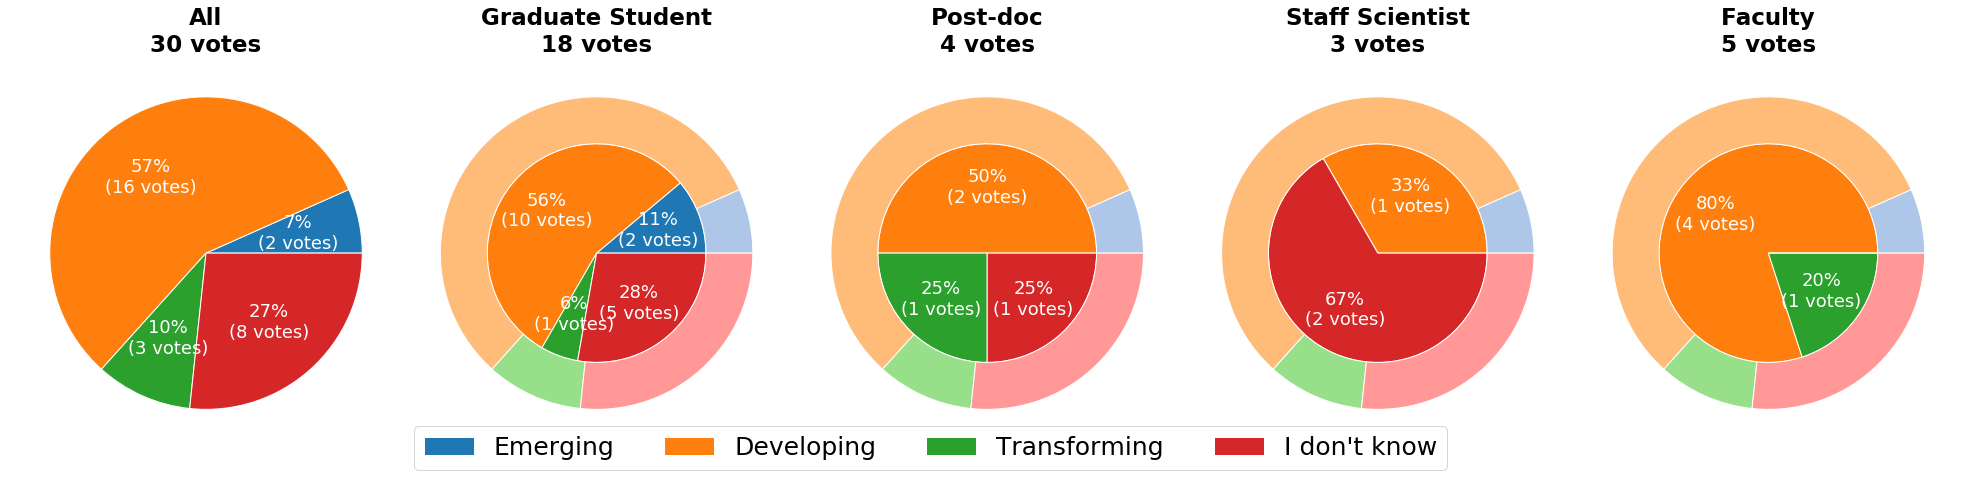 All
30 votes
Graduate Student
18 votes
Post-doc
4 votes
Staff Scientist
3 votes
Faculty
5 votes
57%
(16 votes)
7%
(2 votes)
10%
(3 votes)
27%
(8 votes)
56%
(10 votes)
11%
(2 votes)
6%
(1 votes)
28%
(5 votes)
50%
(2 votes)
25%
(1 votes)
25%
(1 votes)
33%
(1 votes)
67%
(2 votes)
80%
(4 votes)
20%
(1 votes)
Emerging
Developing
Transforming
I don't know